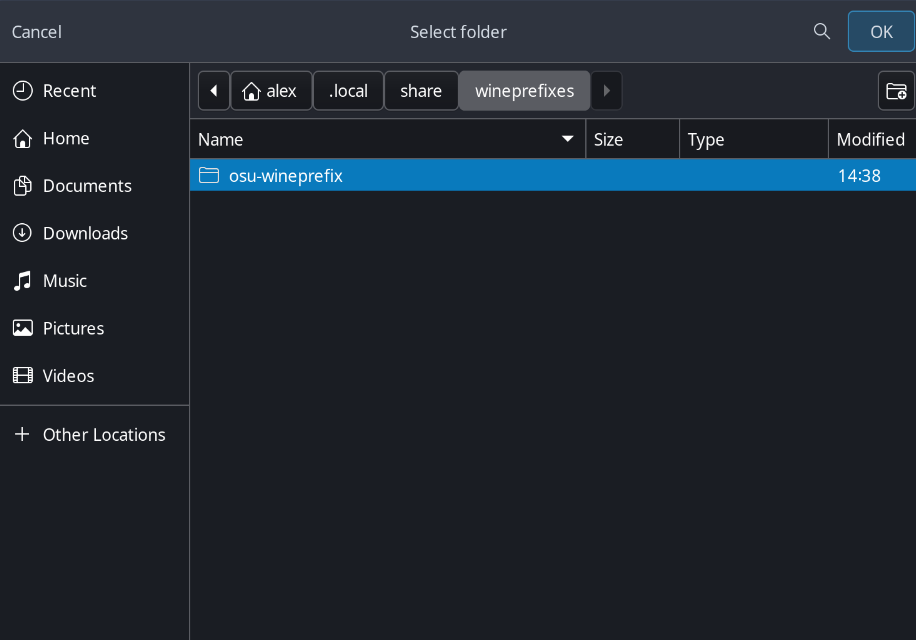 Cancel Select folder OK
Recent
Home
Documents
Downloads
Music
Pictures
Videos
Other Locations
alex .local share wineprefixes
Name Size Type Modified
osu-wineprefix 14:38